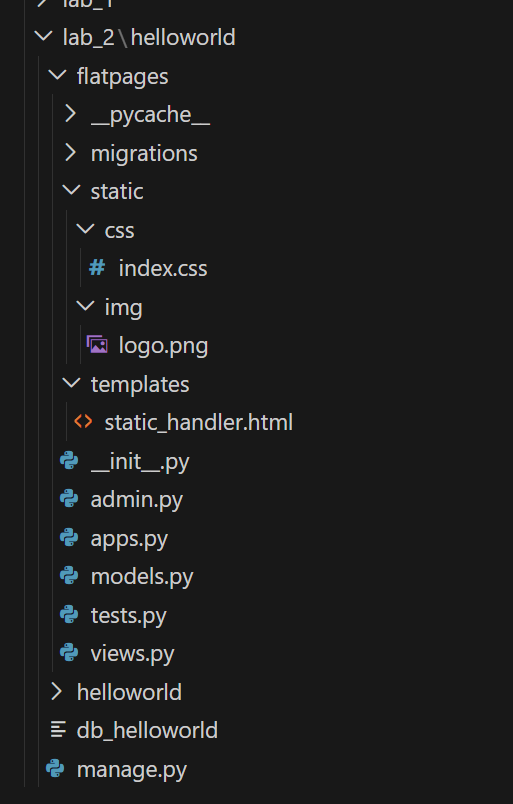 lab_1
lab_2\helloworld
flatpages
__pycache__
migrations
static
css
index.css
img
logo.png
templates
static_handler.html
__init__.py
admin.py
apps.py
models.py
tests.py
views.py
helloworld
db_helloworld
manage.py